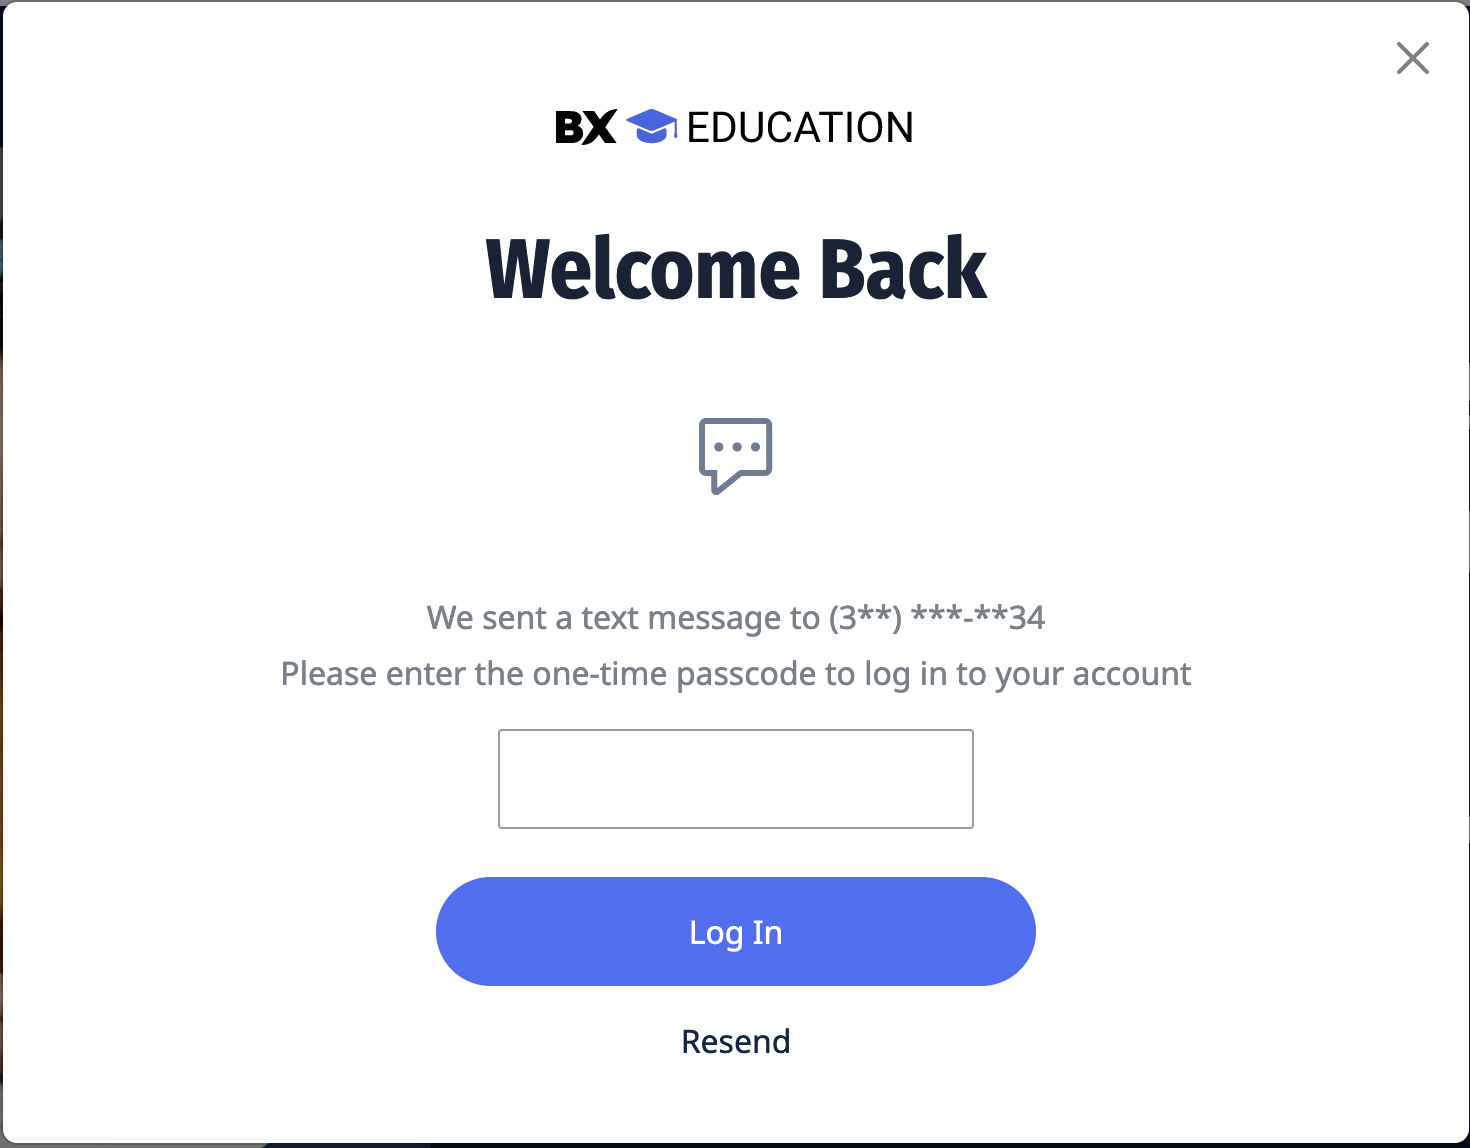 BX EDUCATION
Welcome Back
We sent a text message to (3**) ***-**34
Please enter the one-time passcode to log in to your account
Log In
Resend